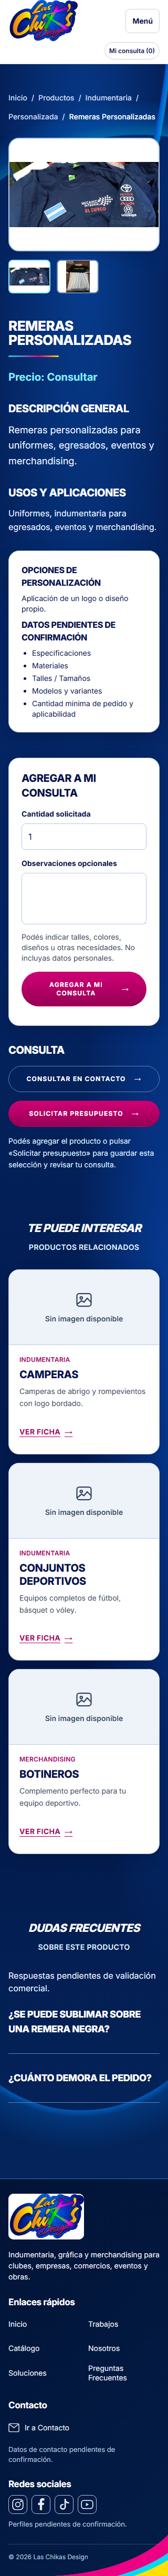 Las
Chikas
Design
Menú
Mi consulta (0)
Inicio / Productos / Indumentaria /
Personalizada / Remeras Personalizadas
TOYOTA
REMERAS
PERSONALIZADAS
Precio: Consultar
DESCRIPCIÓN GENERAL
Remeras personalizadas para
uniformes, egresados, eventos y
merchandising.
USOS Y APLICACIONES
Uniformes, indumentaria para
egresados, eventos y merchandising.
OPCIONES DE
PERSONALIZACIÓN
Aplicación de un logo o diseño
propio.
DATOS PENDIENTES DE
CONFIRMACIÓN
• Especificaciones
• Materiales
• Talles / Tamaños
• Modelos y variantes
• Cantidad mínima de pedido y
aplicabilidad
AGREGAR A MI
CONSULTA
Cantidad solicitada
1
Observaciones opcionales
Podés indicar talles, colores,
diseños u otras necesidades. No
incluyas datos personales.
AGREGAR A MI
CONSULTA →
CONSULTA
CONSULTAR EN CONTACTO →
SOLICITAR PRESUPUESTO →
Podés agregar el producto o pulsar
«Solicitar presupuesto» para guardar esta
selección y revisar tu consulta.
TE PUEDE INTERESAR
PRODUCTOS RELACIONADOS
Sin imagen disponible
INDUMENTARIA
CAMPERAS
Camperas de abrigo y rompevientos
con logo bordado.
VER FICHA →
Sin imagen disponible
INDUMENTARIA
CONJUNTOS
DEPORTIVOS
Equipos completos de fútbol,
básquet o vóley.
VER FICHA →
Sin imagen disponible
MERCHANDISING
BOTINEROS
Complemento perfecto para tu
equipo deportivo.
VER FICHA →
DUDAS FRECUENTES
SOBRE ESTE PRODUCTO
Respuestas pendientes de validación
comercial.
¿SE PUEDE SUBLIMAR SOBRE
UNA REMERA NEGRA?
¿CUÁNTO DEMORA EL PEDIDO?
Las
Chikas
Design
Indumentaria, gráfica y merchandising para
clubes, empresas, comercios, eventos y
obras.
Enlaces rápidos
Inicio
Trabajos
Catálogo
Nosotros
Soluciones
Preguntas
Frecuentes
Contacto
Ir a Contacto
Datos de contacto pendientes de
confirmación.
Redes sociales
Perfiles pendientes de confirmación.
© 2026 Las Chikas Design